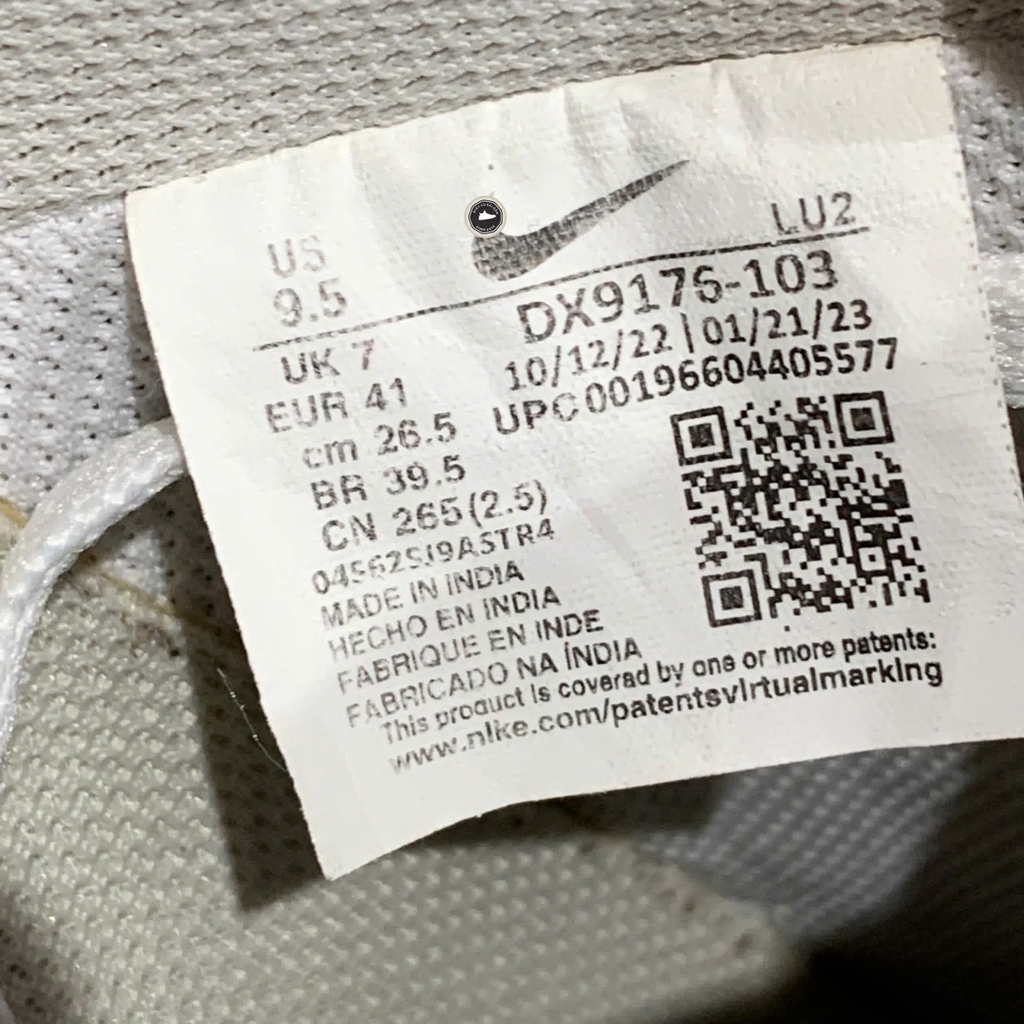 US
9.5
LU2
DX9176-103
10/12/22 | 01/21/23
UPC 00196604405577
UK 7
EUR 41
cm 26.5
BR 39.5
CN 265 (2.5)
MADE IN INDIA
HECHO EN INDIA
FABRIQUE EN INDE
FABRICADO NA ÍNDIA
This product is covered by one or more patents:
www.nike.com/patentsvirtualmarking